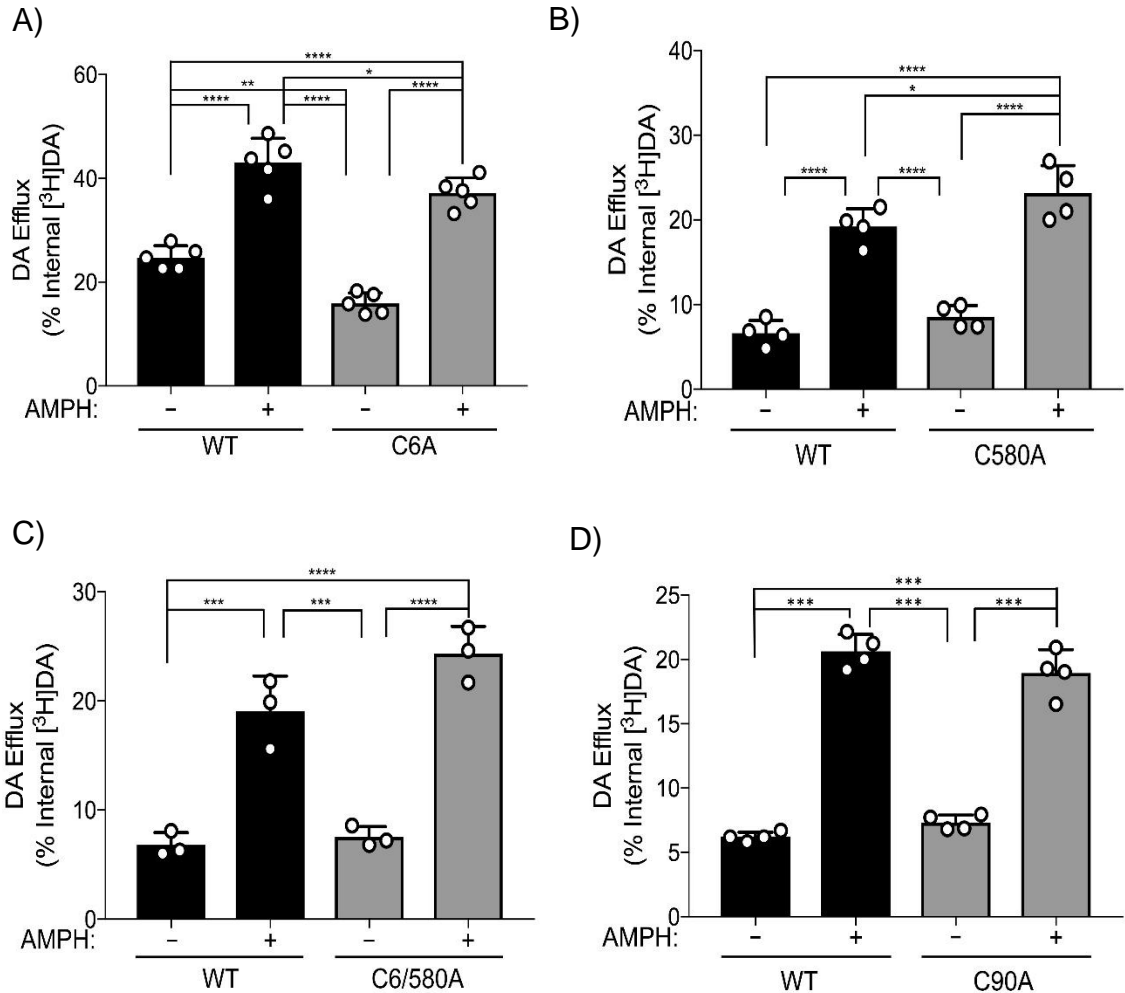 A)
DA Efflux
(% Internal [³H]DA)
60
40
20
0
****
**
*
****
****
****
AMPH:
−
+
−
+
WT
C6A
B)
DA Efflux
(% Internal [³H]DA)
40
30
20
10
0
****
*
****
****
****
AMPH:
−
+
−
+
WT
C580A
C)
DA Efflux
(% Internal [³H]DA)
30
20
10
0
****
***
***
****
AMPH:
−
+
−
+
WT
C6/580A
D)
DA Efflux
(% Internal [³H]DA)
25
20
15
10
5
0
***
***
***
***
AMPH:
−
+
−
+
WT
C90A